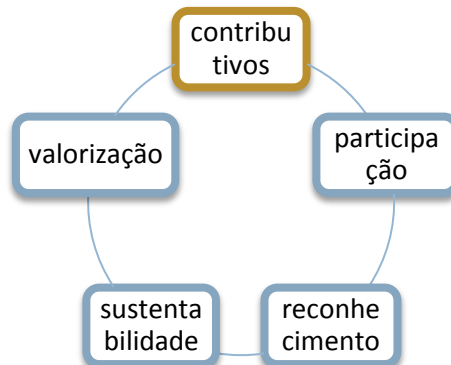 contribu
tivos
participa
ção
reconhe
cimento
sustenta
bilidade
valorização